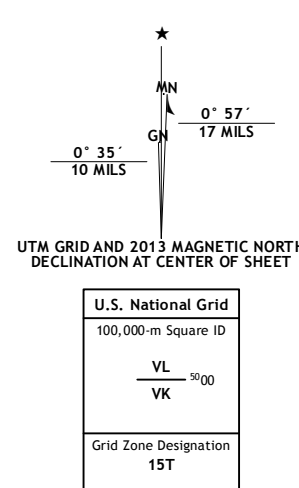 ★
MN
GN
0° 57´
17 MILS
0° 35´
10 MILS
UTM GRID AND 2013 MAGNETIC NORTH
DECLINATION AT CENTER OF SHEET
U.S. National Grid
100,000-m Square ID
VL
5000
VK
Grid Zone Designation
15T